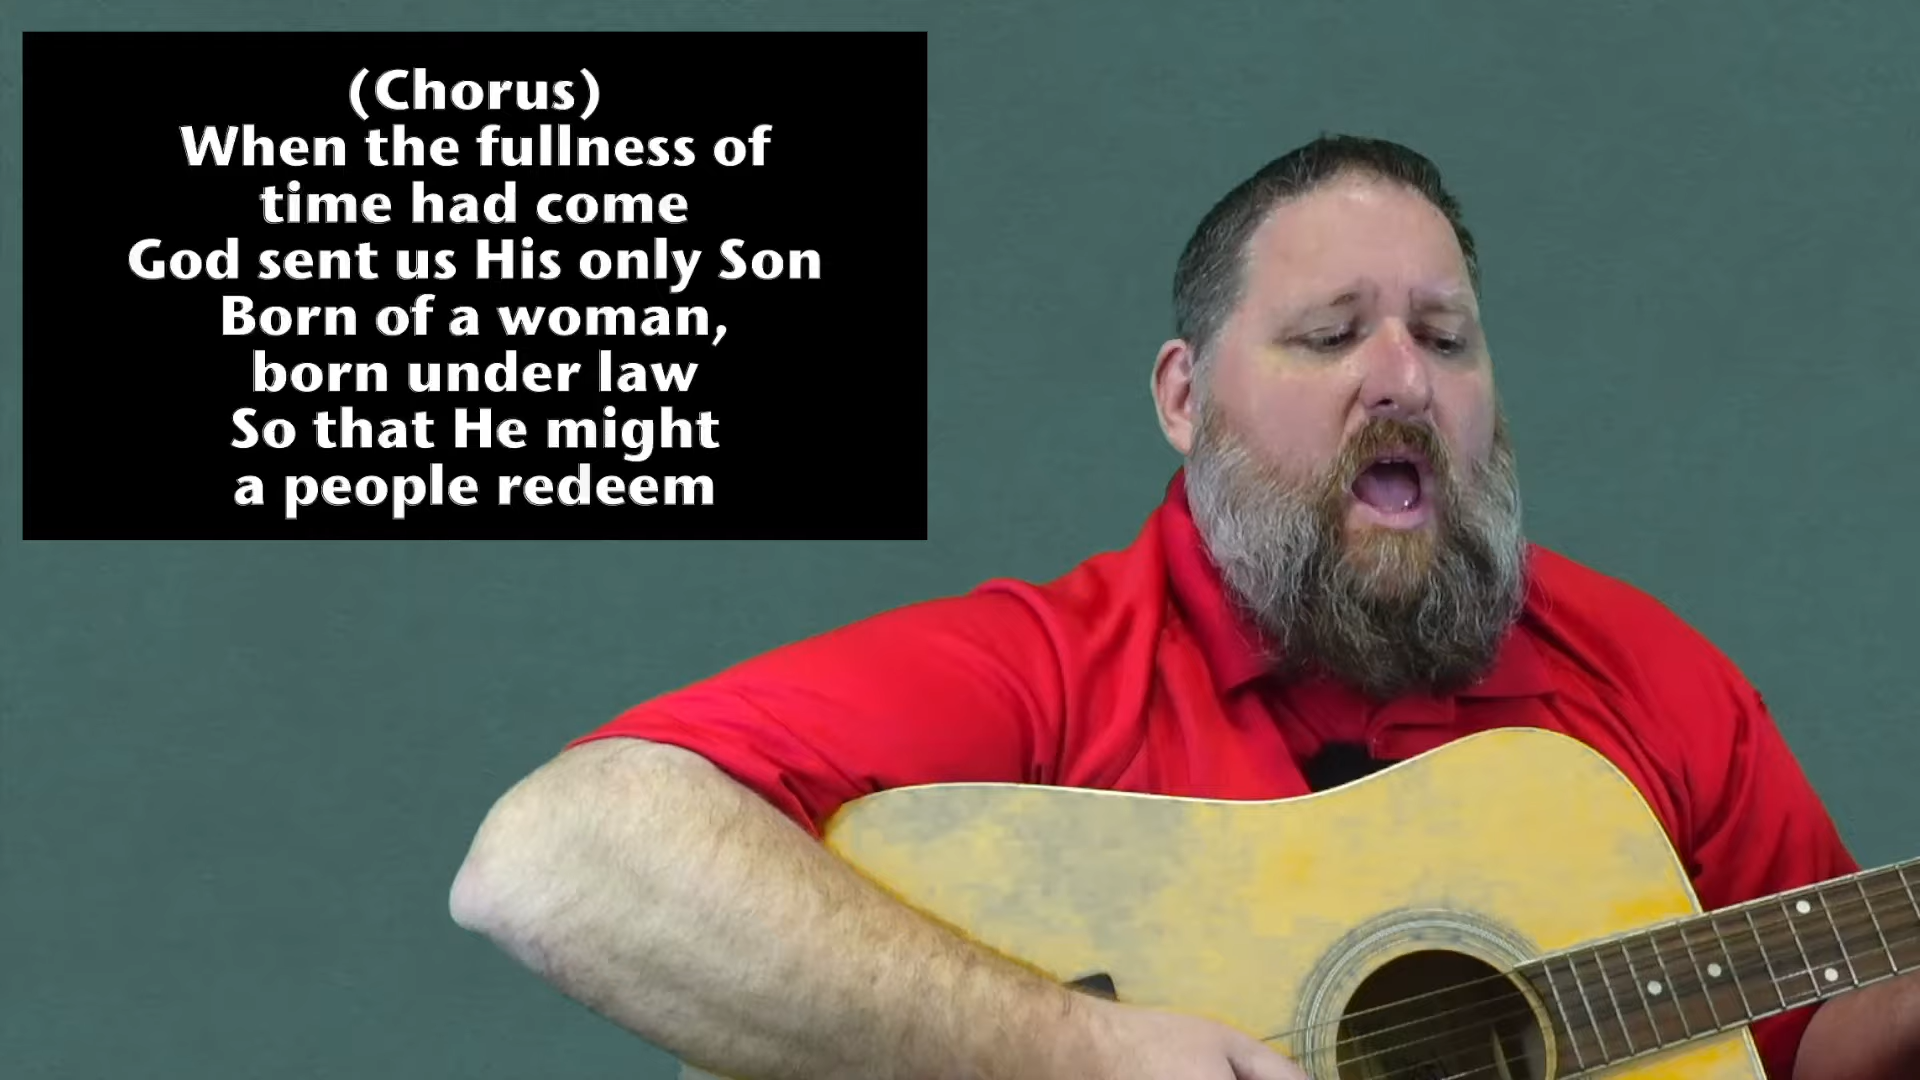 (Chorus)
When the fullness of
time had come
God sent us His only Son
Born of a woman,
born under law
So that He might
a people redeem